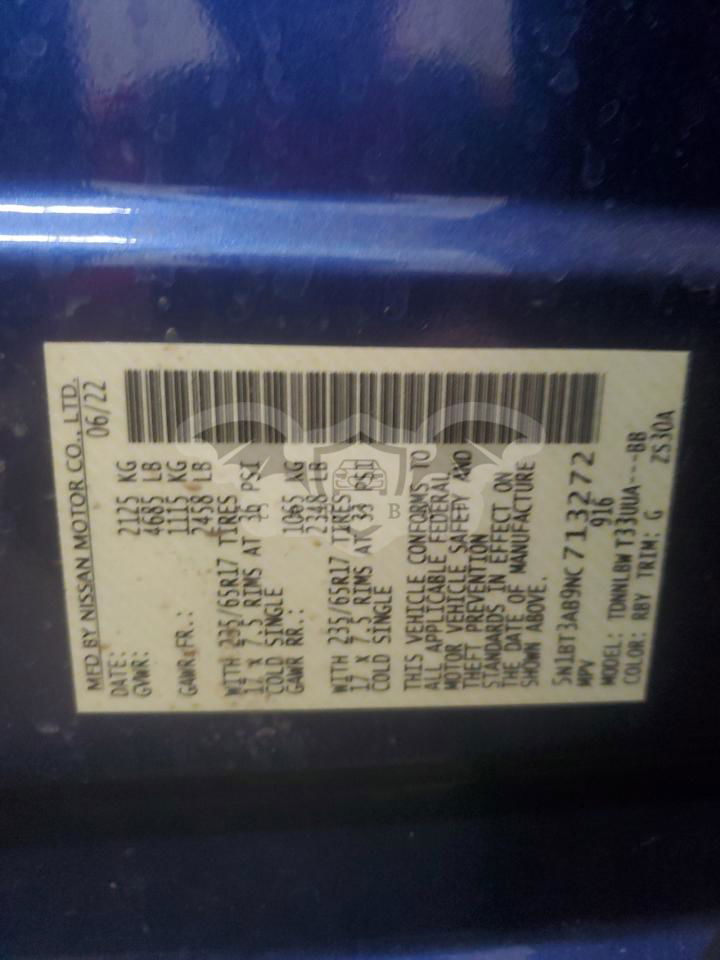 MFD BY NISSAN MOTOR CO., LTD.
DATE: 06/22
GVWR: 2125 KG
4685 LB
GAWR FR.: 1115 KG
2458 LB
WITH 235/65R17 TIRES
17 x 7.5 RIMS AT 36 PSI
COLD SINGLE
GAWR RR.: 1065 KG
2348 LB
WITH 235/65R17 TIRES
17 x 7.5 RIMS AT 33 PSI
COLD SINGLE
THIS VEHICLE CONFORMS TO
ALL APPLICABLE FEDERAL
MOTOR VEHICLE SAFETY AND
THEFT PREVENTION
STANDARDS IN EFFECT ON
THE DATE OF MANUFACTURE
SHOWN ABOVE.
5N1BT3AB9NC713272
MPV 916
MODEL: TDNNLBW T33UUA---BB
COLOR: RBY TRIM: G ZS30A